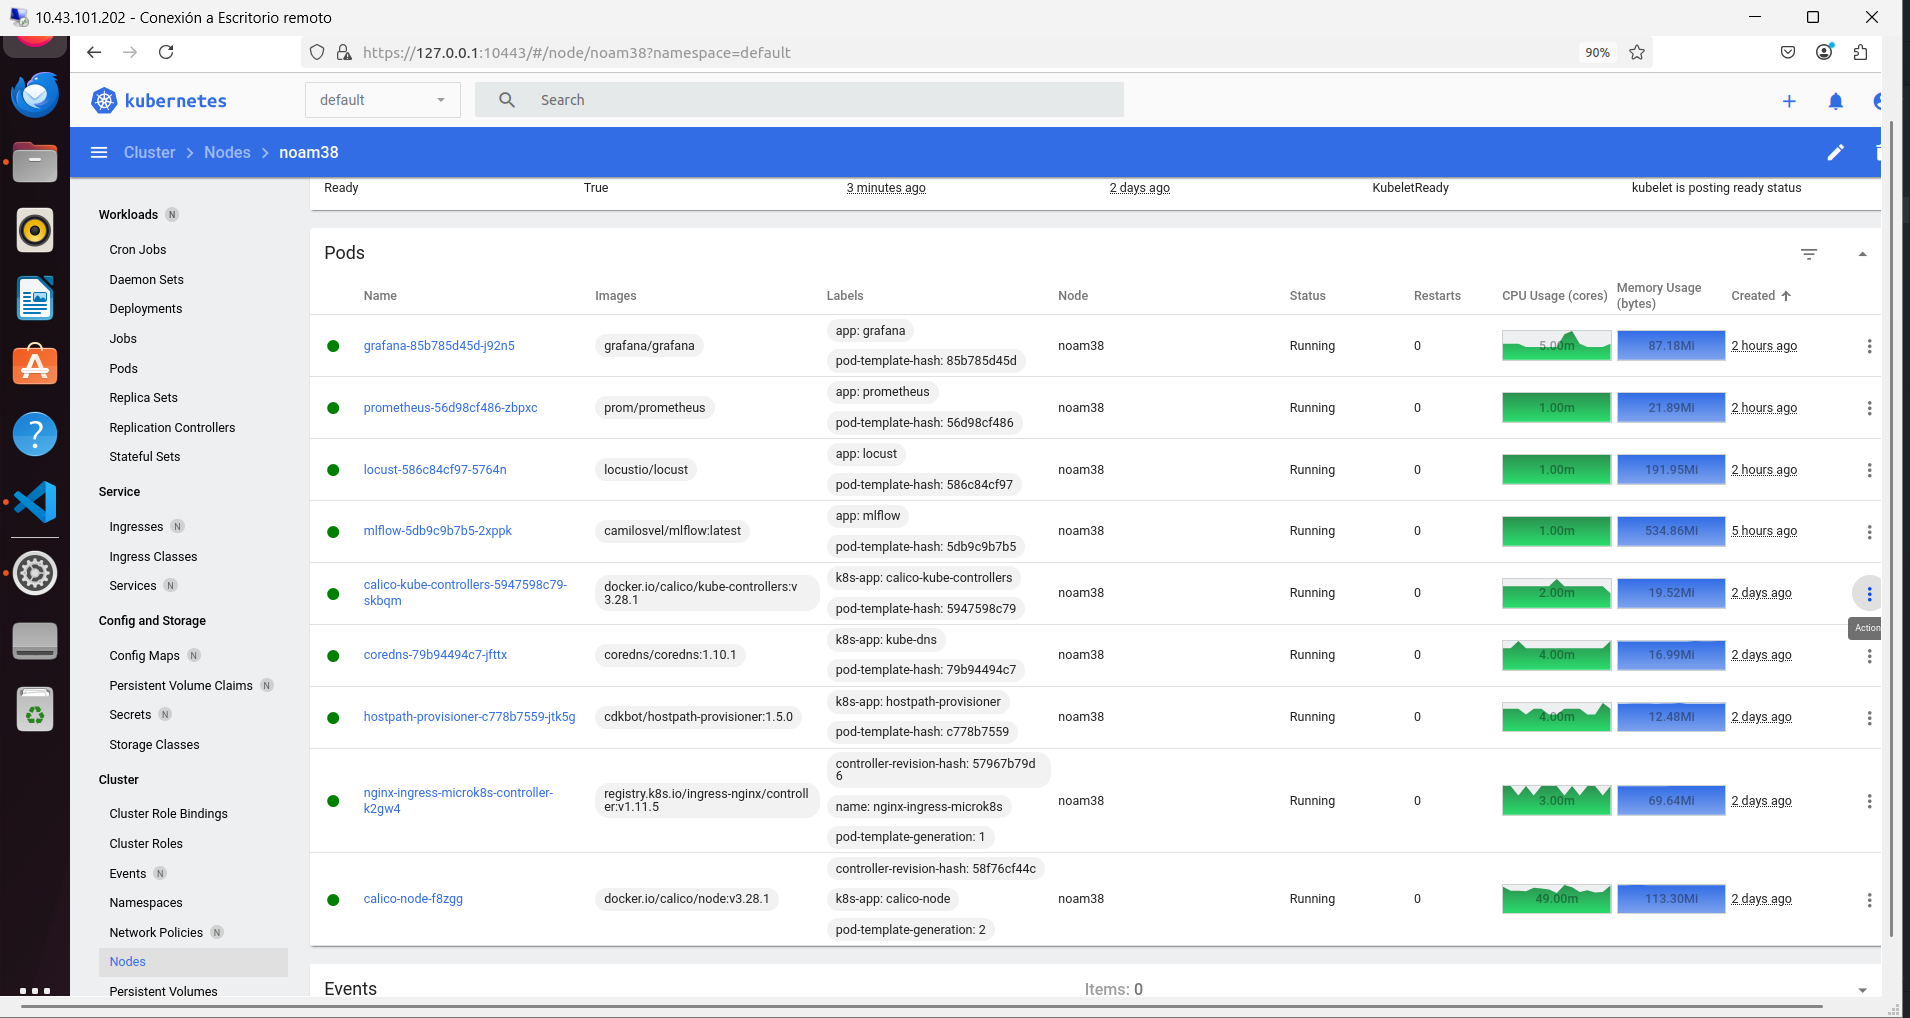 10.43.101.202 - Conexión a Escritorio remoto
https://127.0.0.1:10443/#/node/noam38?namespace=default
90%
kubernetes
default
Search
Cluster
Nodes
noam38
Ready
True
3 minutes ago
2 days ago
KubeletReady
kubelet is posting ready status
Workloads N
Cron Jobs
Daemon Sets
Deployments
Jobs
Pods
Replica Sets
Replication Controllers
Stateful Sets
Service
Ingresses N
Ingress Classes
Services N
Config and Storage
Config Maps N
Persistent Volume Claims N
Secrets N
Storage Classes
Cluster
Cluster Role Bindings
Cluster Roles
Events N
Namespaces
Network Policies N
Nodes
Persistent Volumes
Pods
Name
Images
Labels
Node
Status
Restarts
CPU Usage (cores)
Memory Usage
(bytes)
Created
grafana-85b785d45d-j92n5
grafana/grafana
app: grafana
pod-template-hash: 85b785d45d
noam38
Running
0
5.00m
87.18Mi
2 hours ago
prometheus-56d98cf486-zbpxc
prom/prometheus
app: prometheus
pod-template-hash: 56d98cf486
noam38
Running
0
1.00m
21.89Mi
2 hours ago
locust-586c84cf97-5764n
locustio/locust
app: locust
pod-template-hash: 586c84cf97
noam38
Running
0
1.00m
191.95Mi
2 hours ago
mlflow-5db9c9b7b5-2xppk
camilosvel/mlflow:latest
app: mlflow
pod-template-hash: 5db9c9b7b5
noam38
Running
0
1.00m
534.86Mi
5 hours ago
calico-kube-controllers-5947598c79-
skbqm
docker.io/calico/kube-controllers:v
3.28.1
k8s-app: calico-kube-controllers
pod-template-hash: 5947598c79
noam38
Running
0
2.00m
19.52Mi
2 days ago
Action
coredns-79b94494c7-jfttx
coredns/coredns:1.10.1
k8s-app: kube-dns
pod-template-hash: 79b94494c7
noam38
Running
0
4.00m
16.99Mi
2 days ago
hostpath-provisioner-c778b7559-jtk5g
cdkbot/hostpath-provisioner:1.5.0
k8s-app: hostpath-provisioner
pod-template-hash: c778b7559
noam38
Running
0
4.00m
12.48Mi
2 days ago
nginx-ingress-microk8s-controller-
k2gw4
registry.k8s.io/ingress-nginx/controll
er:v1.11.5
controller-revision-hash: 57967b79d
6
name: nginx-ingress-microk8s
pod-template-generation: 1
noam38
Running
0
3.00m
69.64Mi
2 days ago
calico-node-f8zgg
docker.io/calico/node:v3.28.1
controller-revision-hash: 58f76cf44c
k8s-app: calico-node
pod-template-generation: 2
noam38
Running
0
49.00m
113.30Mi
2 days ago
Events
Items: 0